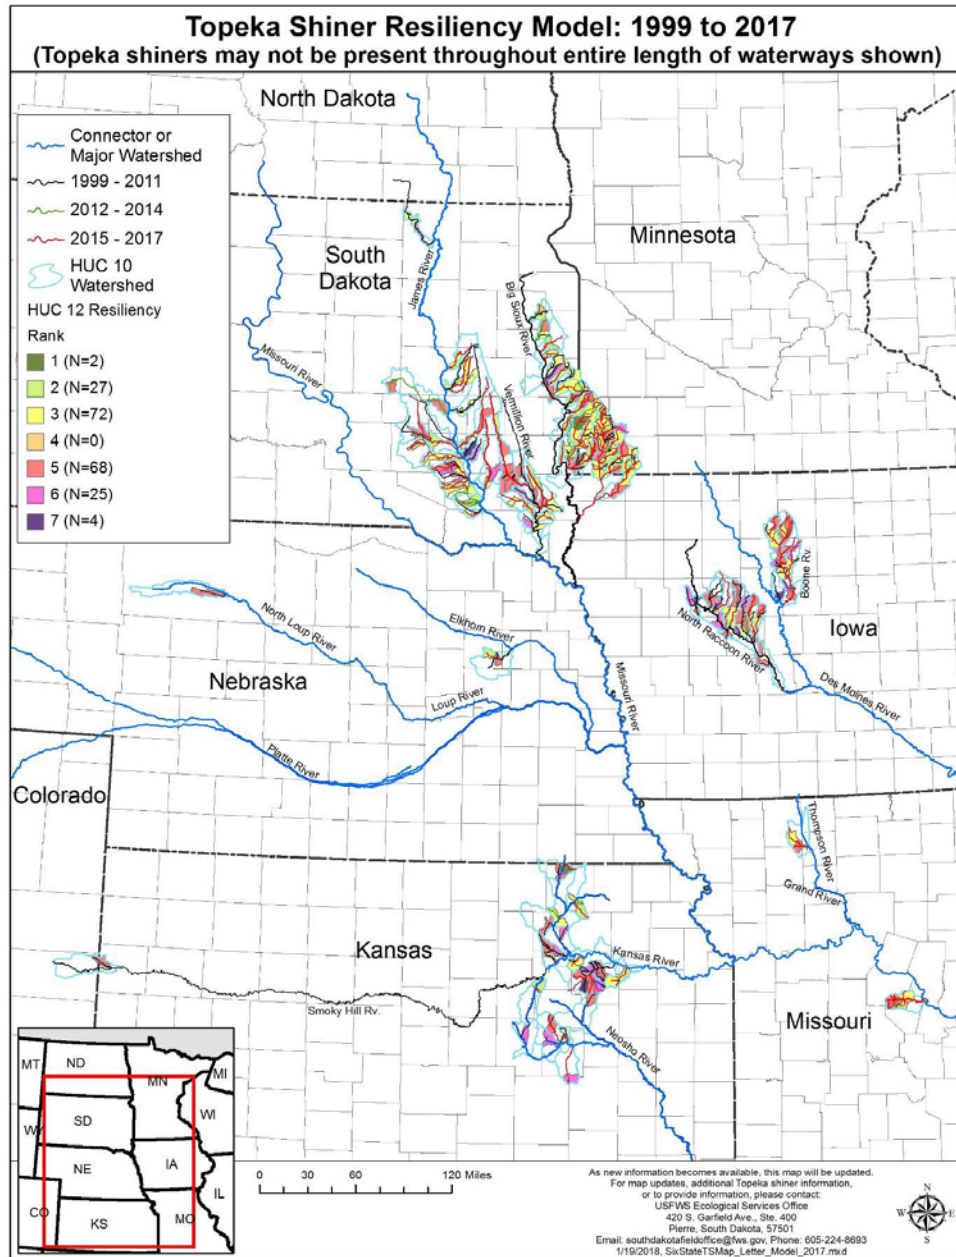 Topeka Shiner Resiliency Model: 1999 to 2017
(Topeka shiners may not be present throughout entire length of waterways shown)
North Dakota
Connector or
Major Watershed
1999 - 2011
2012 - 2014
2015 - 2017
HUC 10
Watershed
HUC 12 Resiliency
Rank
1 (N=2)
2 (N=27)
3 (N=72)
4 (N=0)
5 (N=68)
6 (N=25)
7 (N=4)
South
Dakota
Minnesota
James River
Big Sioux River
Missouri River
Vermillion River
Boone Rv.
Iowa
North Raccoon River
Des Moines River
North Loup River
Elkhorn River
Nebraska
Loup River
Missouri River
Platte River
Colorado
Thompson River
Grand River
Kansas
Kansas River
Smoky Hill Rv.
Neosho River
Missouri
MT
ND
MN
MI
SD
WI
NE
IA
IL
CO
KS
MO
0 30 60 120 Miles
As new information becomes available, this map will be updated.
For map updates, additional Topeka shiner information,
or to provide information, please contact:
USFWS Ecological Services Office
420 S. Garfield Ave., Ste. 400
Pierre, South Dakota, 57501
Email: southdakotafieldoffice@fws.gov, Phone: 605-224-8693
1/19/2018, SixStateTSMap_Letter_Model_2017.mxd
N
W
E
S